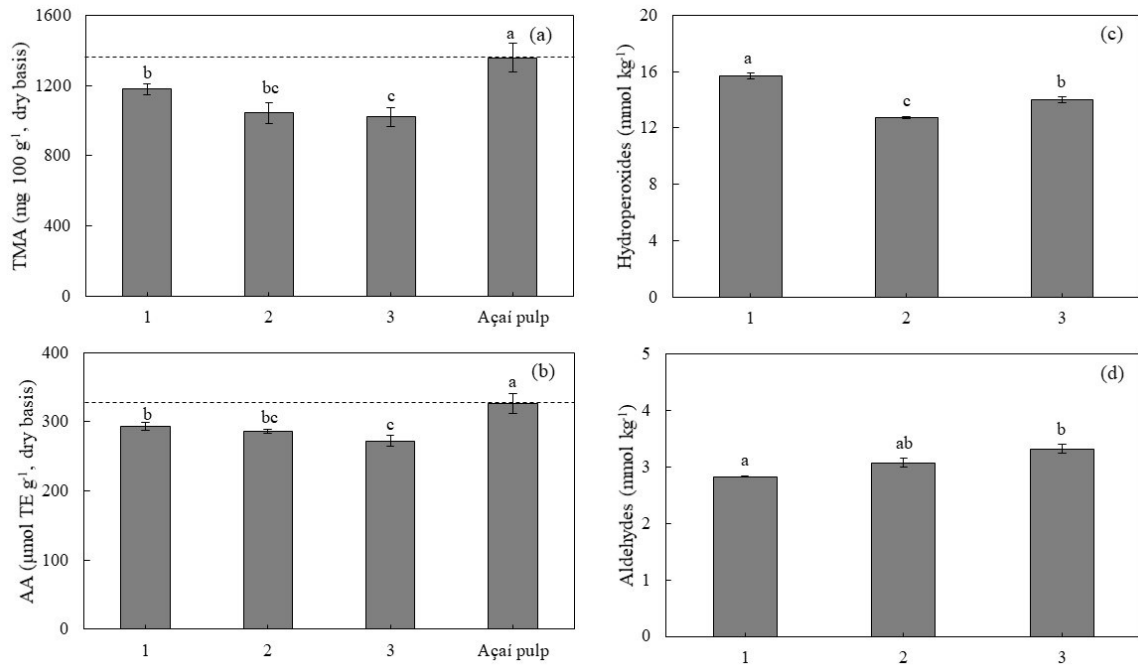 (a)
TMA (mg 100 g⁻¹, dry basis)
1600
1200
800
400
0
b
bc
c
a
1
2
3
Açaí pulp
(c)
Hydroperoxides (mmol kg⁻¹)
20
16
12
8
4
0
a
c
b
1
2
3
(b)
AA (µmol TE g⁻¹, dry basis)
400
300
200
100
0
b
bc
c
a
1
2
3
Açaí pulp
(d)
Aldehydes (mmol kg⁻¹)
5
4
3
2
1
0
a
ab
b
1
2
3